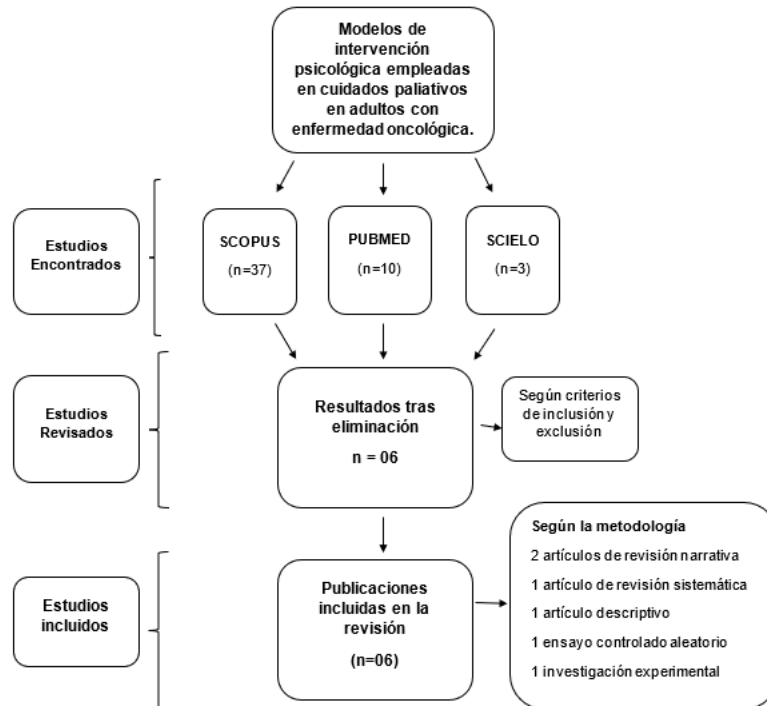 Modelos de
intervención
psicológica empleadas
en cuidados paliativos
en adultos con
enfermedad oncológica.
Estudios
Encontrados
SCOPUS
(n=37)
PUBMED
(n=10)
SCIELO
(n=3)
Estudios
Revisados
Resultados tras
eliminación
n = 06
Según criterios
de inclusión y
exclusión
Estudios
incluidos
Publicaciones
incluidas en la
revisión
(n=06)
Según la metodología
2 artículos de revisión narrativa
1 artículo de revisión sistemática
1 artículo descriptivo
1 ensayo controlado aleatorio
1 investigación experimental